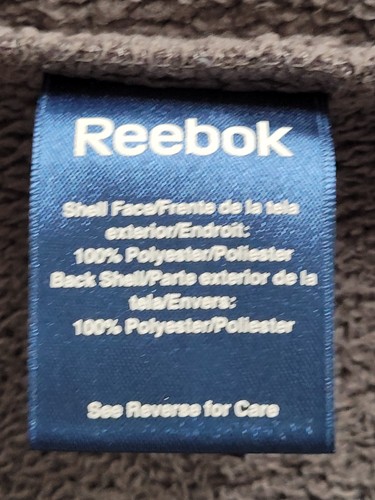 Reebok
Shell Face/Frente de la tela
exterior/Endroit:
100% Polyester/Poliester
Back Shell/Parte exterior de la
tela/Envers:
100% Polyester/Poliester
See Reverse for Care